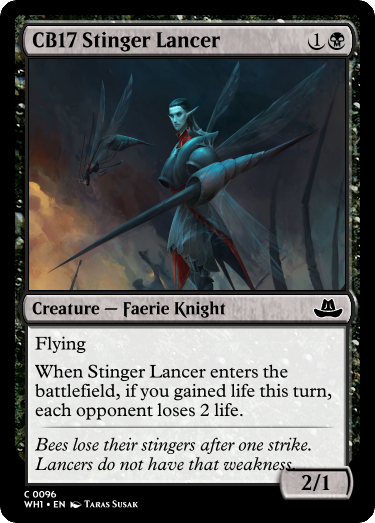 CB17 Stinger Lancer 1
Creature — Faerie Knight
Flying
When Stinger Lancer enters the
battlefield, if you gained life this turn,
each opponent loses 2 life.
Bees lose their stingers after one strike.
Lancers do not have that weakness.
2/1
C 0096
WH1 • EN Taras Susak